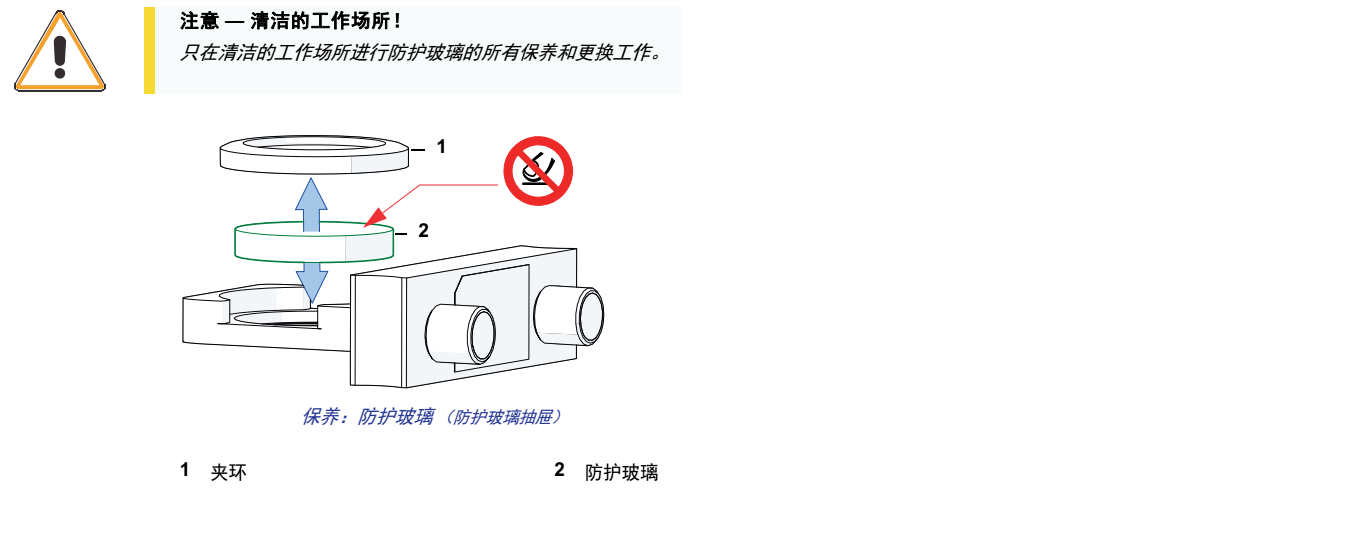 注意 — 清洁的工作场所！
只在清洁的工作场所进行防护玻璃的所有保养和更换工作。
1
2
保养：防护玻璃（防护玻璃抽屉）
1 夹环
2 防护玻璃